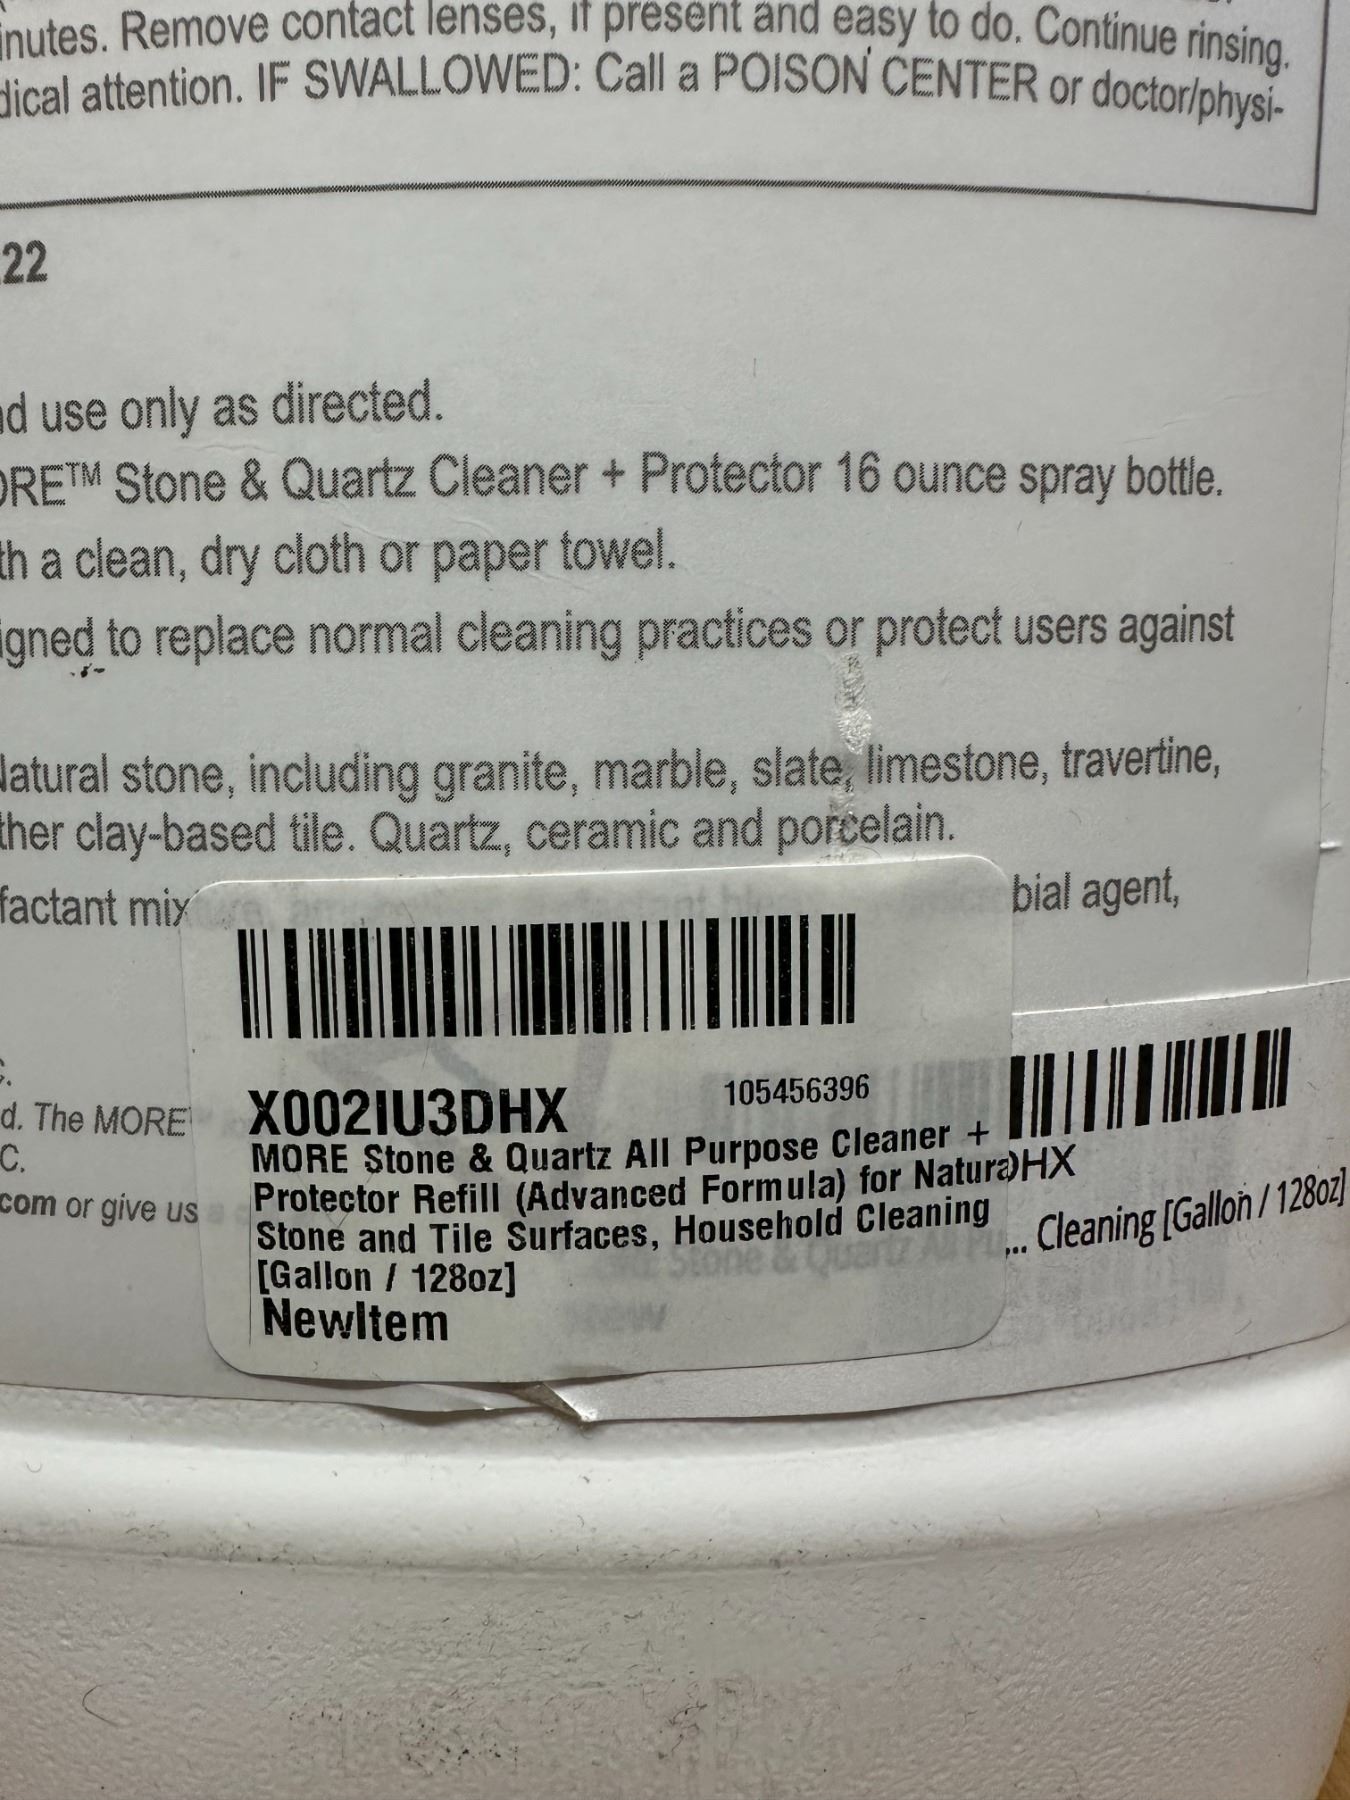 inutes. Remove contact lenses, if present and easy to do. Continue rinsing.
dical attention. IF SWALLOWED: Call a POISON CENTER or doctor/physi-
22
nd use only as directed.
ORE™ Stone & Quartz Cleaner + Protector 16 ounce spray bottle.
th a clean, dry cloth or paper towel.
igned to replace normal cleaning practices or protect users against
Natural stone, including granite, marble, slate, limestone, travertine,
ther clay-based tile. Quartz, ceramic and porcelain.
factant mix bial agent,
C.
d. The MORE
C.
com or give us
X002IU3DHX 105456396
MORE Stone & Quartz All Purpose Cleaner +
Protector Refill (Advanced Formula) for Natura
Stone and Tile Surfaces, Household Cleaning
[Gallon / 128oz]
NewItem
DHX
... Cleaning [Gallon / 128oz]